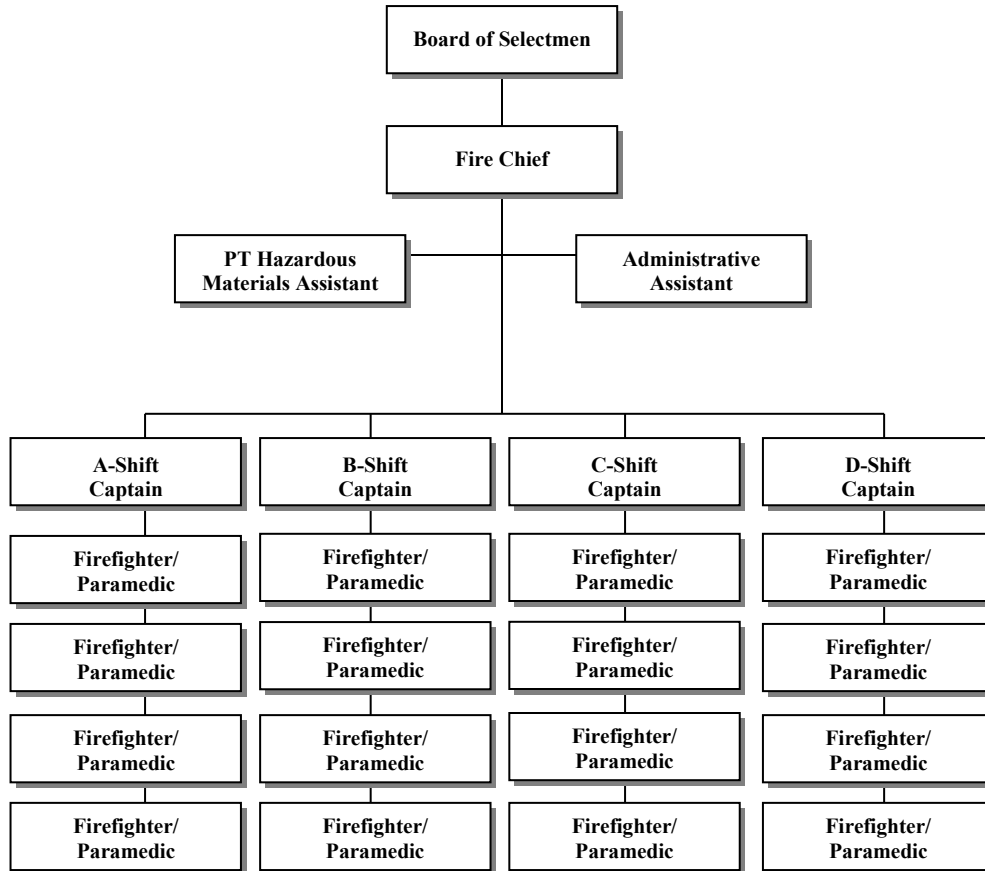 Board of Selectmen
Fire Chief
PT Hazardous
Materials Assistant
Administrative
Assistant
A-Shift
Captain
B-Shift
Captain
C-Shift
Captain
D-Shift
Captain
Firefighter/
Paramedic
Firefighter/
Paramedic
Firefighter/
Paramedic
Firefighter/
Paramedic
Firefighter/
Paramedic
Firefighter/
Paramedic
Firefighter/
Paramedic
Firefighter/
Paramedic
Firefighter/
Paramedic
Firefighter/
Paramedic
Firefighter/
Paramedic
Firefighter/
Paramedic
Firefighter/
Paramedic
Firefighter/
Paramedic
Firefighter/
Paramedic
Firefighter/
Paramedic